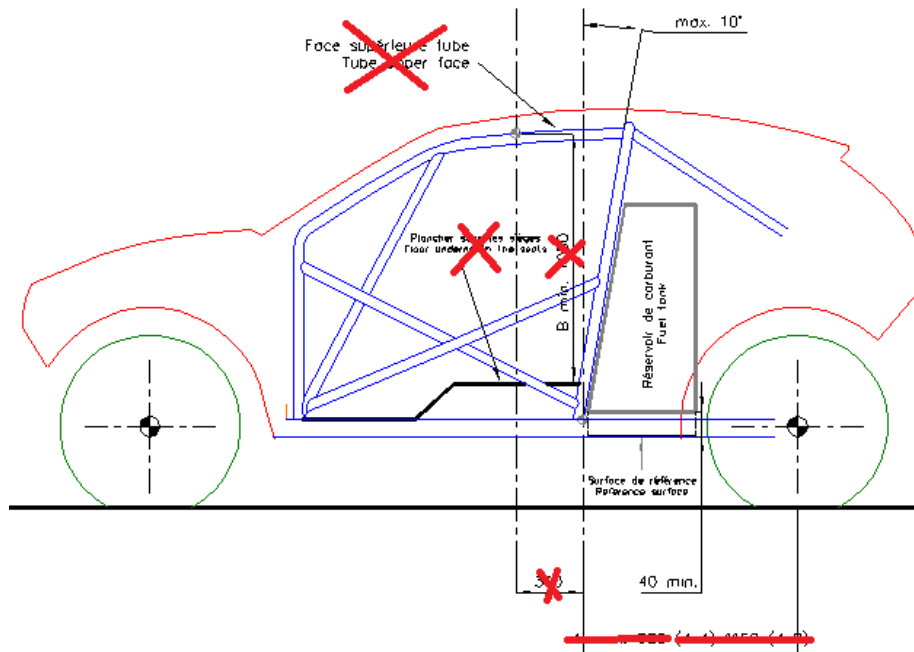 max. 10°
Face supérieure tube
Tube upper face
Plancher sous les sièges
Floor underneath the seats
B min.
Réservoir de carburant
Fuel tank
Surface de référence
Reference surface
40 min.